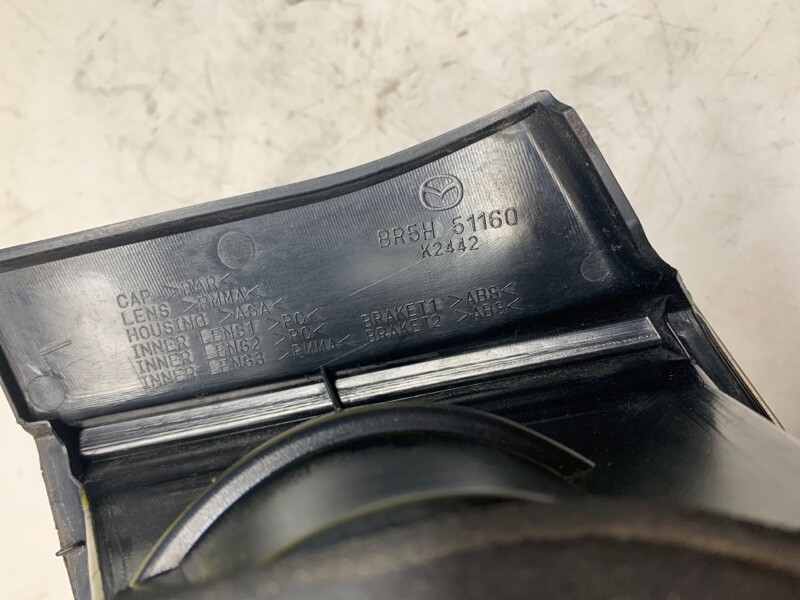 BR5H 51160
K2442
CAP >PAR<
LENS >PMMA<
HOUSING >ASA<
INNER LENS1 >PC< BRAKET1 >ABS<
INNER LENS2 >PC< BRAKET2 >ABS<
INNER LENS3 >PMMA<